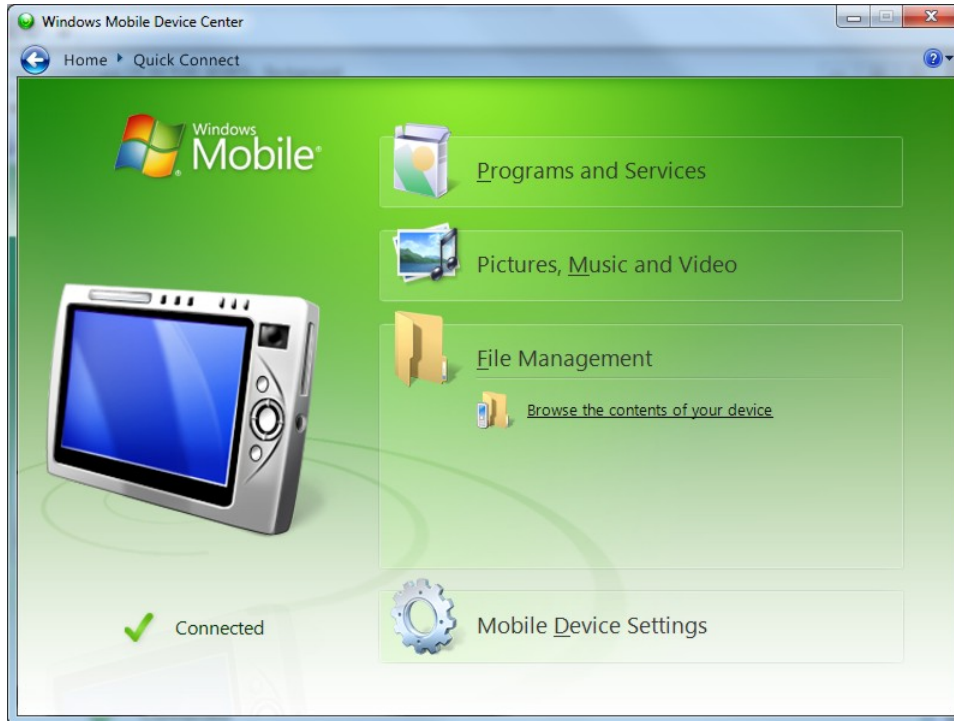 Windows Mobile Device Center
Home Quick Connect
Windows
Mobile
Programs and Services
Pictures, Music and Video
File Management
Browse the contents of your device
Connected
Mobile Device Settings